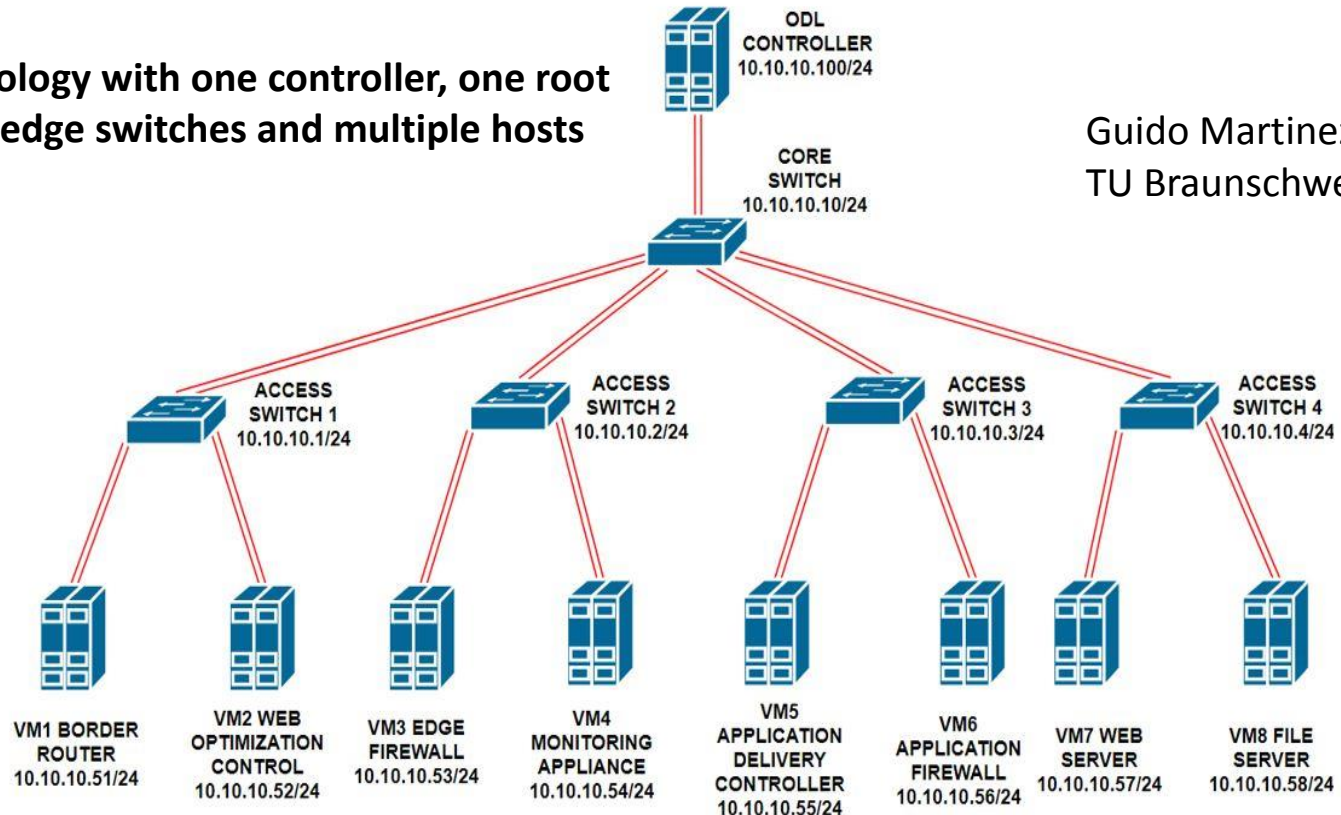 ology with one controller, one root
edge switches and multiple hosts
Guido Martinez
TU Braunschwe
ODL
CONTROLLER
10.10.10.100/24
CORE
SWITCH
10.10.10.10/24
ACCESS
SWITCH 1
10.10.10.1/24
ACCESS
SWITCH 2
10.10.10.2/24
ACCESS
SWITCH 3
10.10.10.3/24
ACCESS
SWITCH 4
10.10.10.4/24
VM1 BORDER
ROUTER
10.10.10.51/24
VM2 WEB
OPTIMIZATION
CONTROL
10.10.10.52/24
VM3 EDGE
FIREWALL
10.10.10.53/24
VM4
MONITORING
APPLIANCE
10.10.10.54/24
VM5
APPLICATION
DELIVERY
CONTROLLER
10.10.10.55/24
VM6
APPLICATION
FIREWALL
10.10.10.56/24
VM7 WEB
SERVER
10.10.10.57/24
VM8 FILE
SERVER
10.10.10.58/24